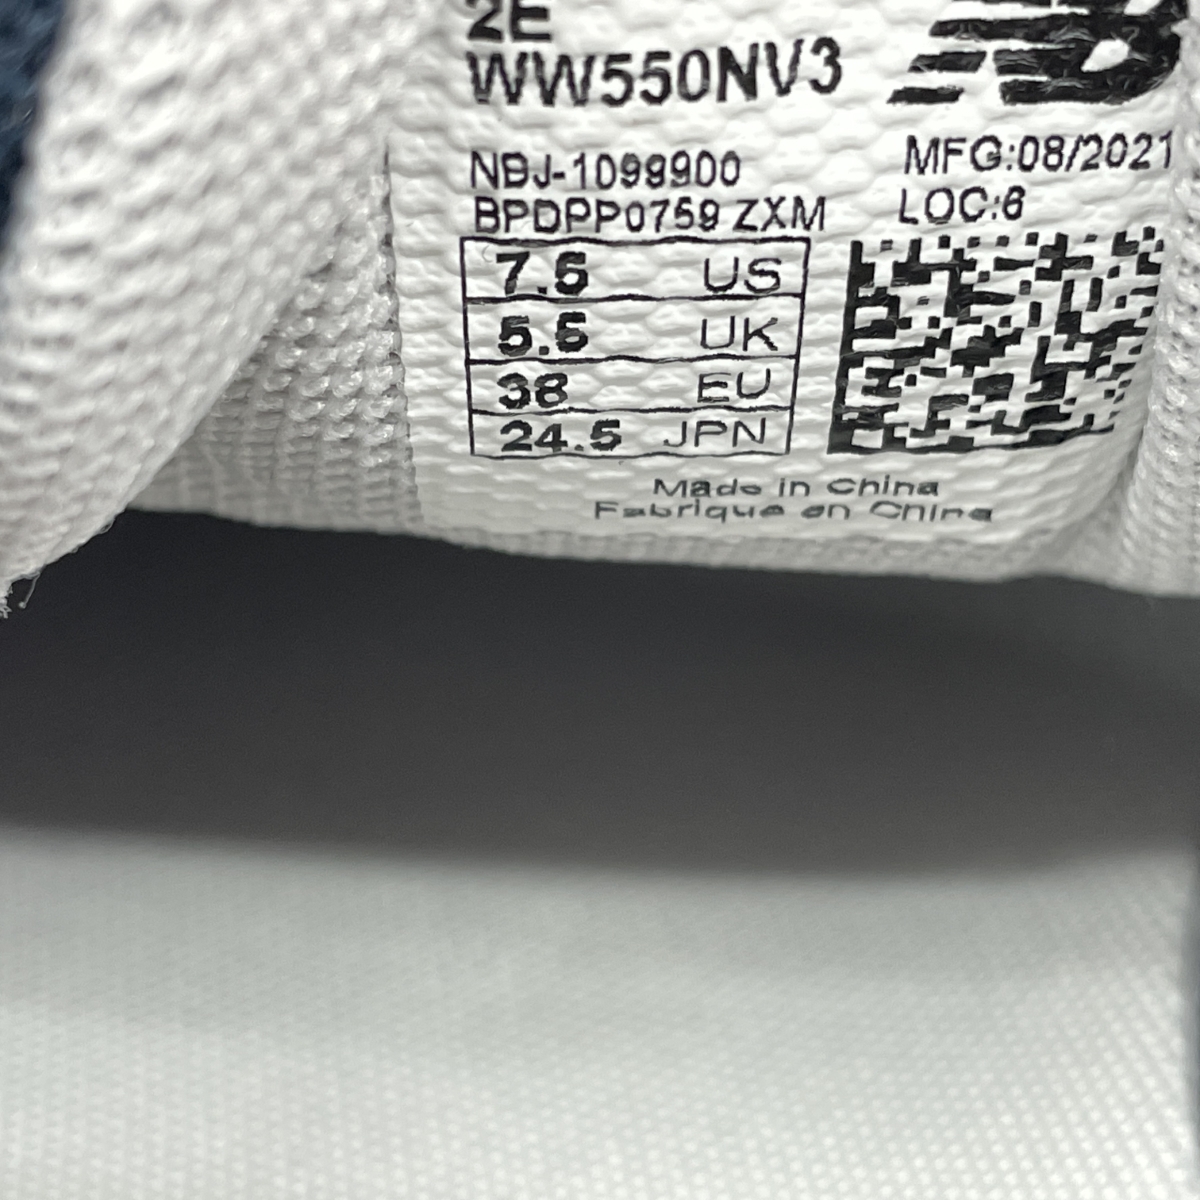 2E
WW550NV3
NBJ-1099900
BPDPP0759 ZXM
MFG:08/2021
LOC:6
7.5 US
5.5 UK
38 EU
24.5 JPN
Made in China
Fabriqué en China